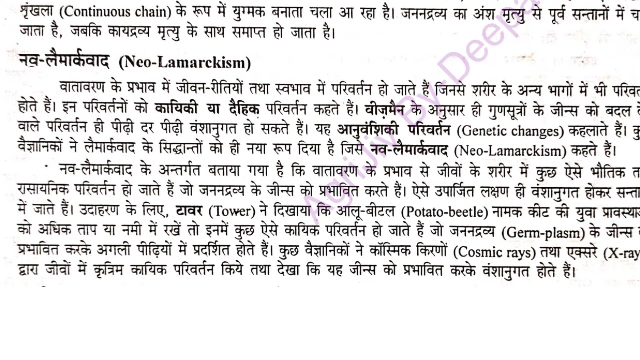 शृंखला (Continuous chain) के रूप में युग्मक बनाता चला आ रहा है। जननद्रव्य का अंश मृत्यु से पूर्व सन्तानों में च
जाता है, जबकि कायद्रव्य मृत्यु के साथ समाप्त हो जाता है।
नव-लैमार्कवाद (Neo-Lamarckism)
वातावरण के प्रभाव में जीवन-रीतियों तथा स्वभाव में परिवर्तन हो जाते हैं जिनसे शरीर के अन्य भागों में भी परिवर्त
होते हैं। इन परिवर्तनों को कायिकी या दैहिक परिवर्तन कहते हैं। वीज़मैन के अनुसार ही गुणसूत्रों के जीन्स को बदल दे
वाले परिवर्तन ही पीढ़ी दर पीढ़ी वंशानुगत हो सकते हैं। यह आनुवंशिकी परिवर्तन (Genetic changes) कहलाते हैं। कु
वैज्ञानिकों ने लैमार्कवाद के सिद्धान्तों को ही नया रूप दिया है जिसे नव-लैमार्कवाद (Neo-Lamarckism) कहते हैं।
नव-लैमार्कवाद के अन्तर्गत बताया गया है कि वातावरण के प्रभाव से जीवों के शरीर में कुछ ऐसे भौतिक त
रासायनिक परिवर्तन हो जाते हैं जो जननद्रव्य के जीन्स को प्रभावित करते हैं। ऐसे उपार्जित लक्षण ही वंशानुगत होकर सन्ता
में जाते हैं। उदाहरण के लिए, टावर (Tower) ने दिखाया कि आलू-बीटल (Potato-beetle) नामक कीट की युवा प्रावस्था
को अधिक ताप या नमी में रखें तो इनमें कुछ ऐसे कायिक परिवर्तन हो जाते हैं जो जननद्रव्य (Germ-plasm) के जीन्स क
प्रभावित करके अगली पीढ़ियों में प्रदर्शित होते हैं। कुछ वैज्ञानिकों ने कॉस्मिक किरणों (Cosmic rays) तथा एक्सरे (X-ray
द्वारा जीवों में कृत्रिम कायिक परिवर्तन किये तथा देखा कि यह जीन्स को प्रभावित करके वंशानुगत होते हैं।